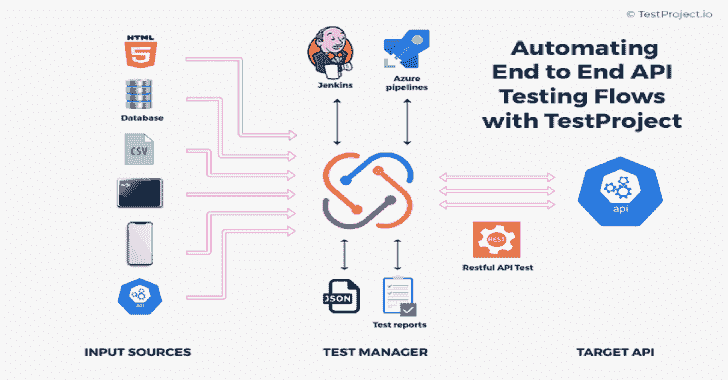 © TestProject.io
Automating
End to End API
Testing Flows
with TestProject
HTML
5
Database
CSV
API
Jenkins
Azure
pipelines
JSON
Test reports
REST
Restful API Test
api
INPUT SOURCES
TEST MANAGER
TARGET API